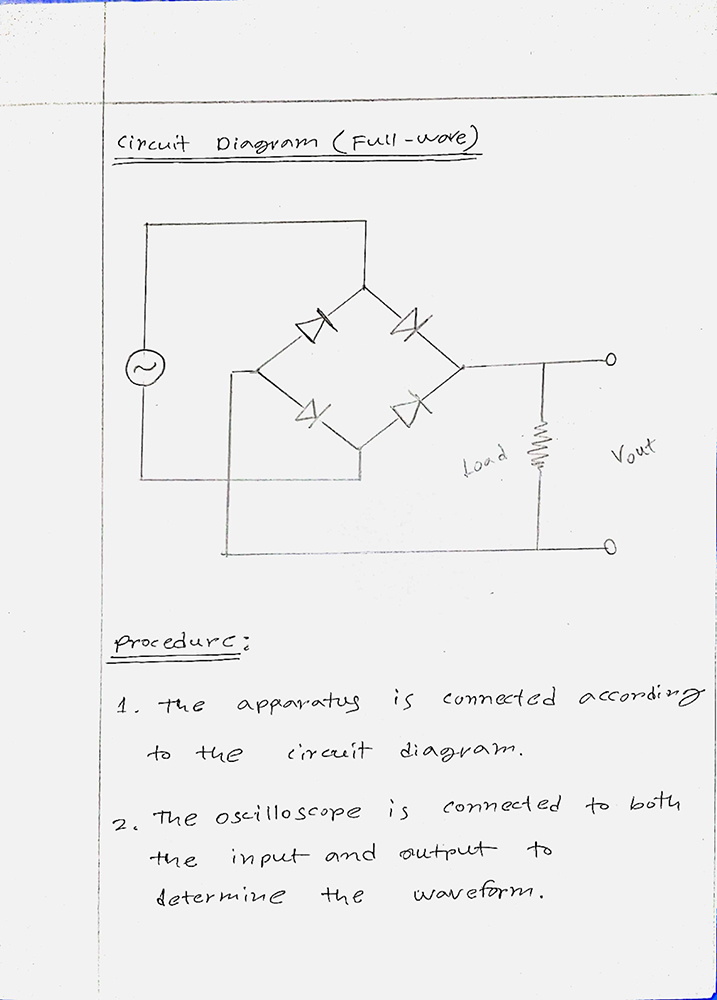 Circuit Diagram (Full-wave)
Load
Vout
Procedure:
1. The apparatus is connected according
to the circuit diagram.
2. The oscilloscope is connected to both
the input and output to
determine the waveform.